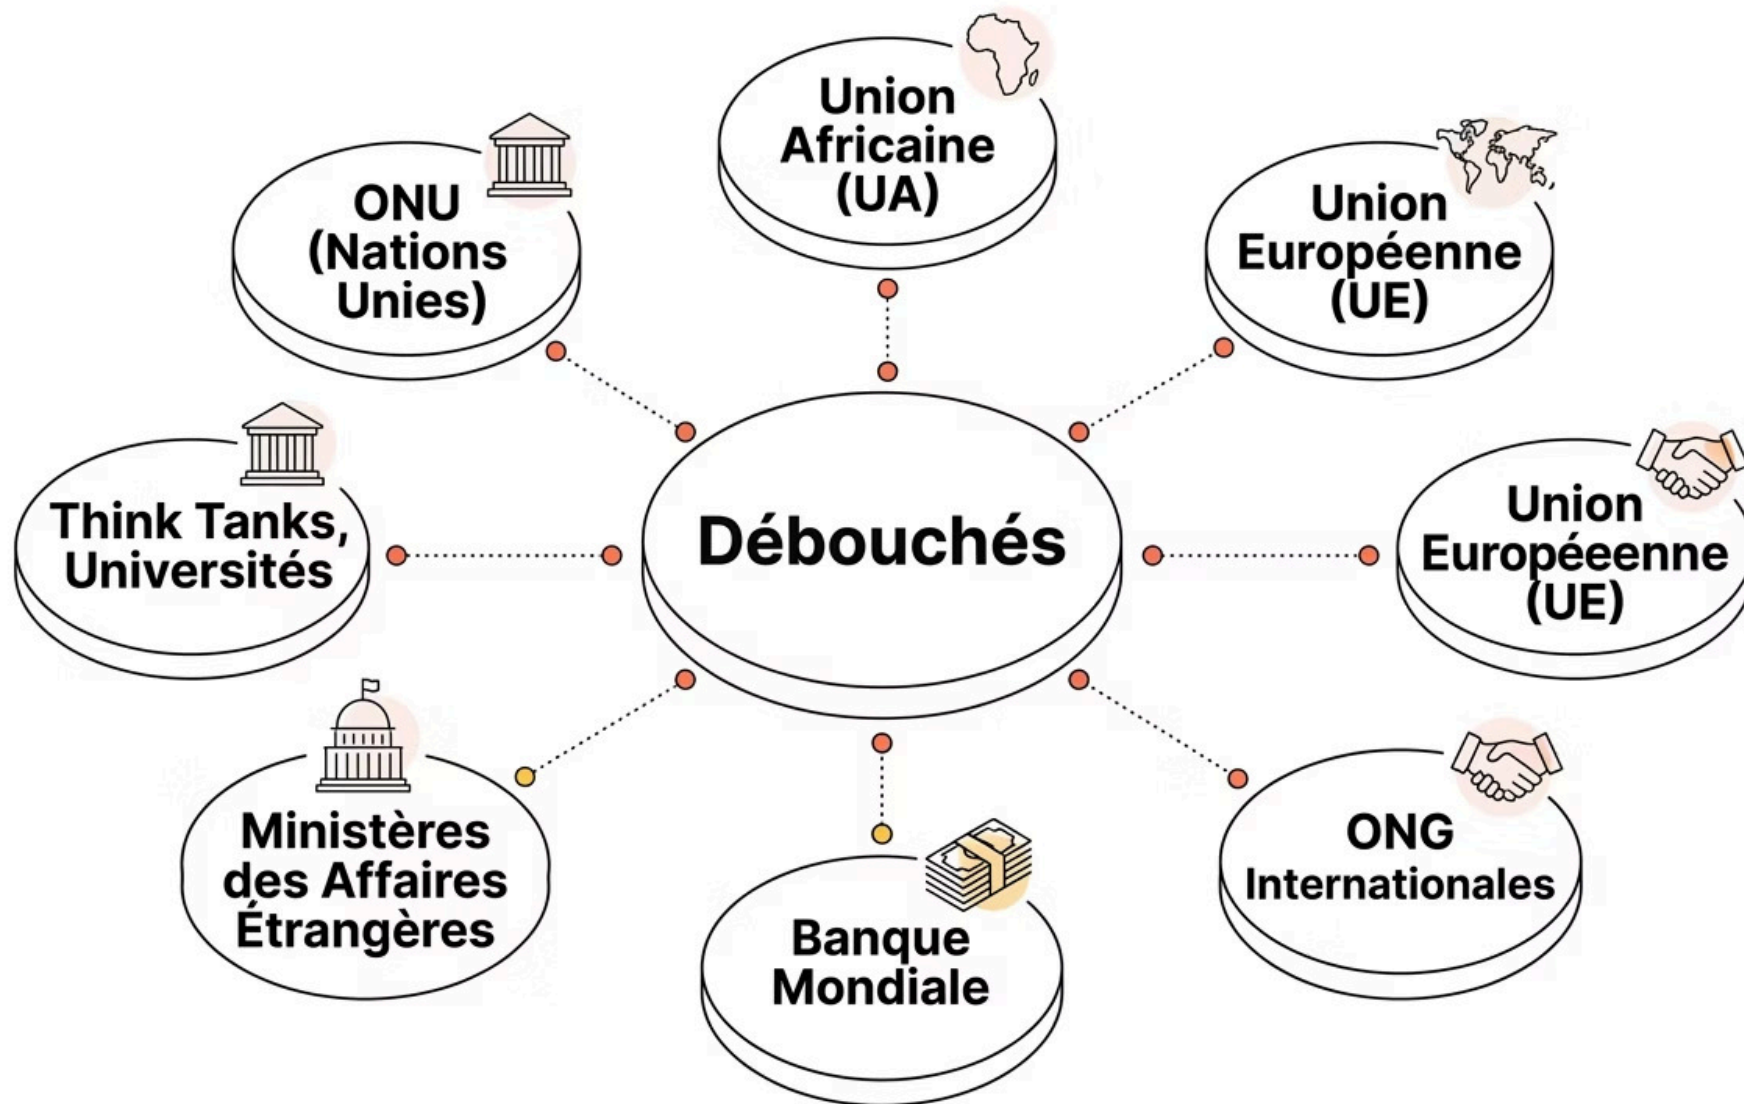 Union
Africaine
(UA)
ONU
(Nations
Unies)
Union
Européenne
(UE)
Think Tanks,
Universités
Débouchés
Union
Européeenne
(UE)
Ministères
des Affaires
Étrangères
ONG
Internationales
Banque
Mondiale